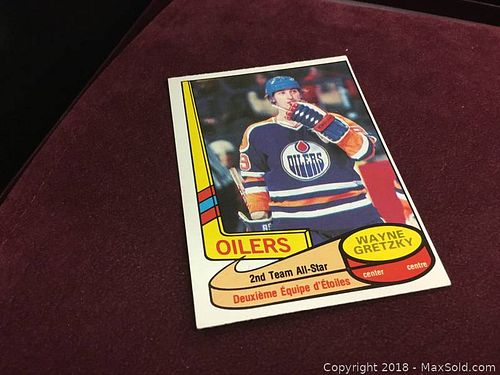 OILERS
OILERS
WAYNE
GRETZKY
2nd Team All-Star
Deuxième Équipe d'Étoiles
center centre
Copyright 2018 - MaxSold.com